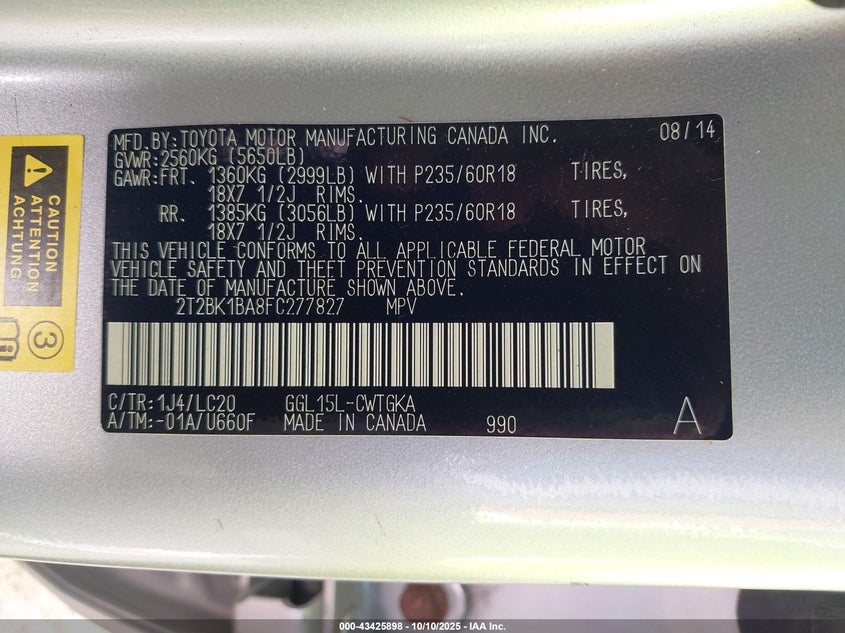 MFD.BY:TOYOTA MOTOR MANUFACTURING CANADA INC. 08/14
GVWR:2560KG (5650LB)
GAWR:FRT. 1360KG (2999LB) WITH P235/60R18 TIRES,
18X7 1/2J RIMS.
RR. 1385KG (3056LB) WITH P235/60R18 TIRES,
18X7 1/2J RIMS.
THIS VEHICLE CONFORMS TO ALL APPLICABLE FEDERAL MOTOR
VEHICLE SAFETY AND THEFT PREVENTION STANDARDS IN EFFECT ON
THE DATE OF MANUFACTURE SHOWN ABOVE.
2T2BK1BA8FC277827 MPV
C/TR:1J4/LC20 GGL15L-CWTGKA
A/TM:-01A/U660F MADE IN CANADA 990 A
CAUTION
ATTENTION
ACHTUNG
3
000-43425898 - 10/10/2025 - IAA Inc.